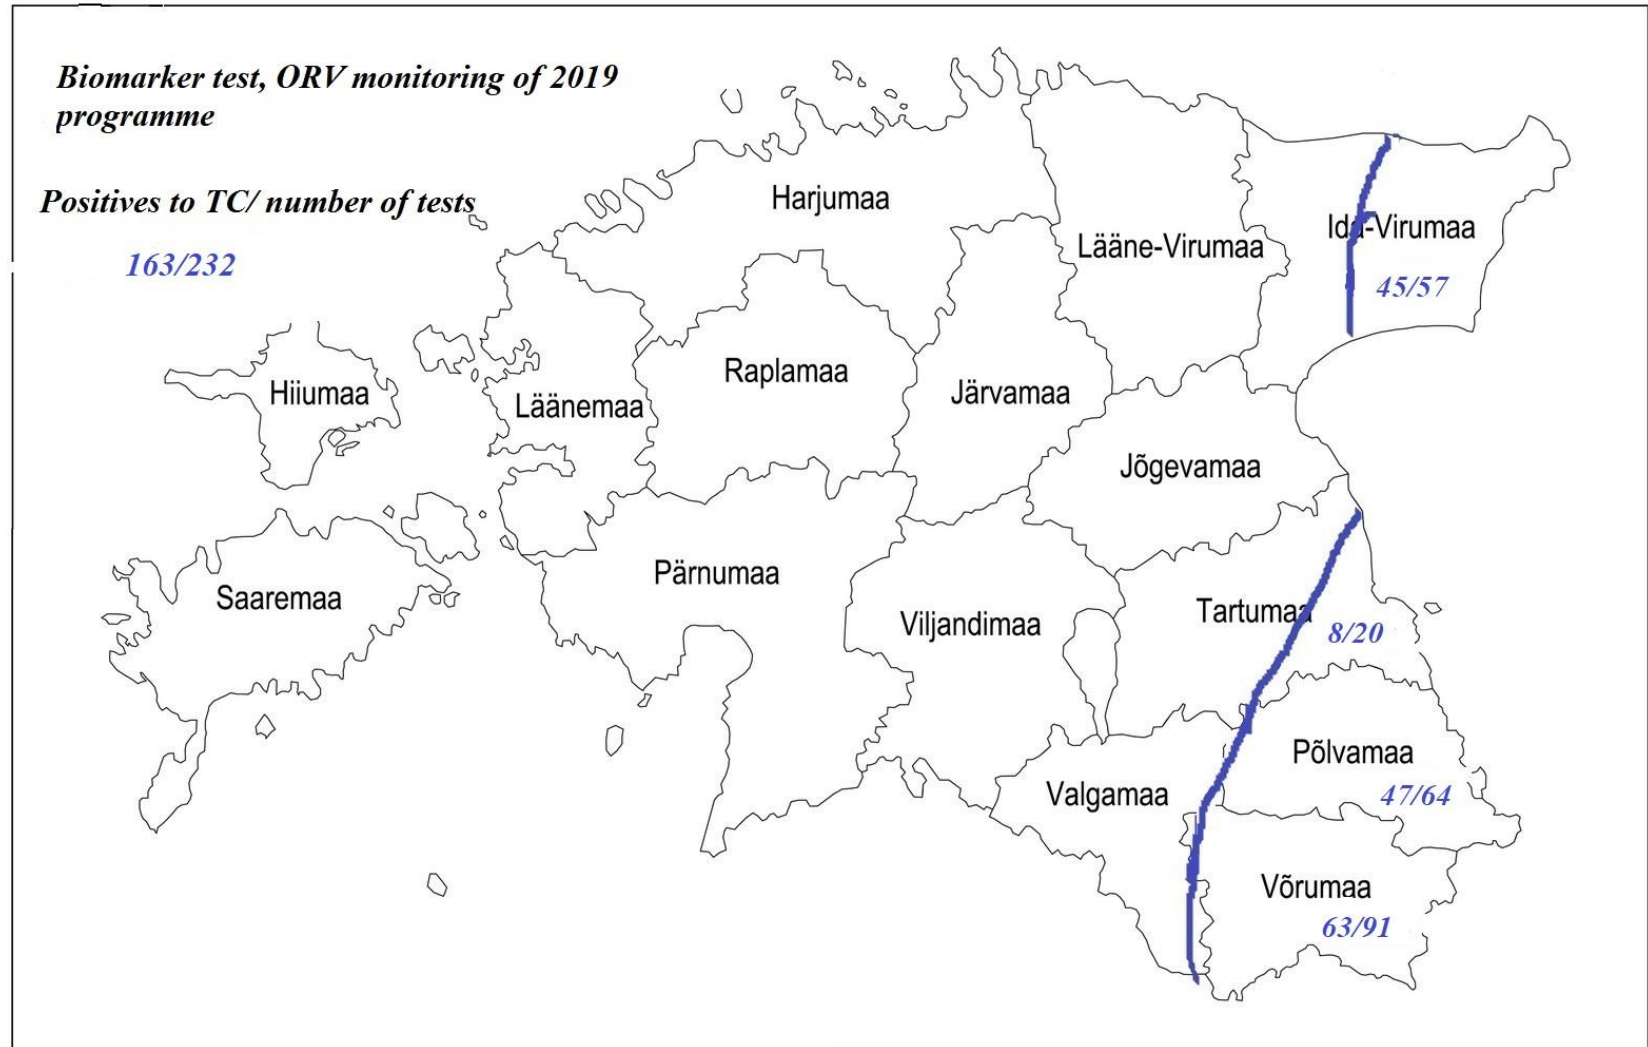 Biomarker test, ORV monitoring of 2019
programme
Positives to TC/ number of tests
163/232
Harjumaa
Lääne-Virumaa
Ida-Virumaa
45/57
Hiiumaa
Läänemaa
Raplamaa
Järvamaa
Jõgevamaa
Saaremaa
Pärnumaa
Viljandimaa
Tartumaa
8/20
Valgamaa
Põlvamaa
47/64
Võrumaa
63/91